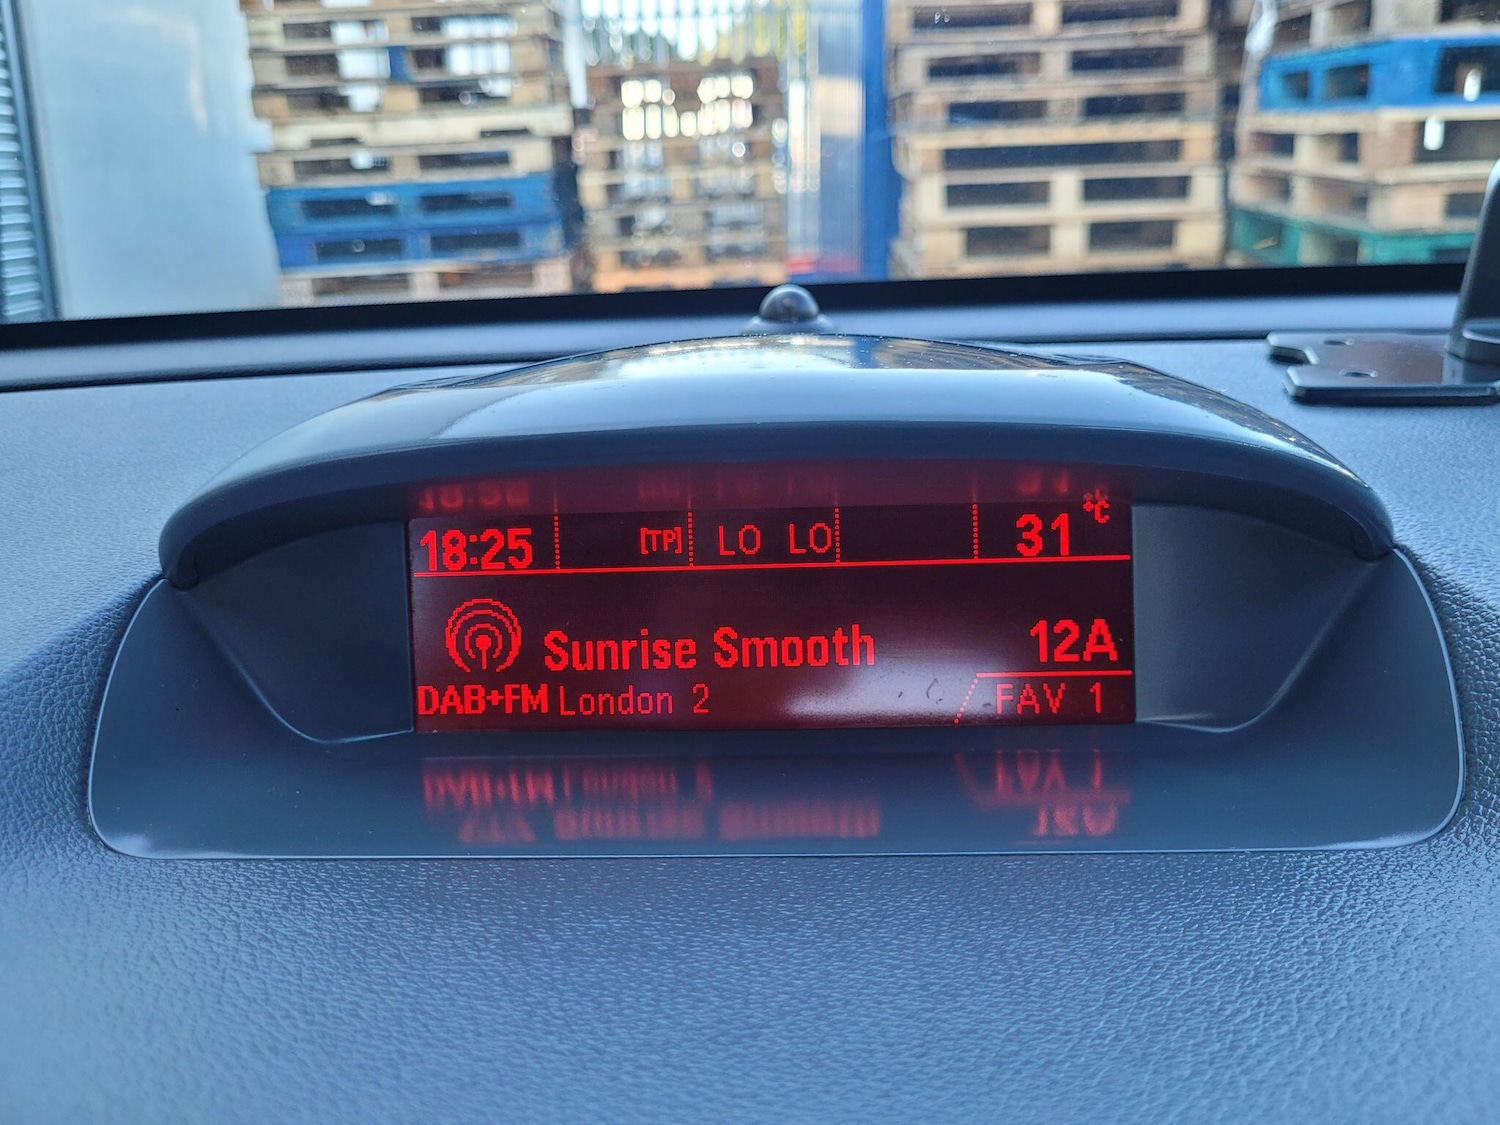 18:25 [TP] LO LO 31 °C
Sunrise Smooth 12A
DAB+FM London 2 FAV 1